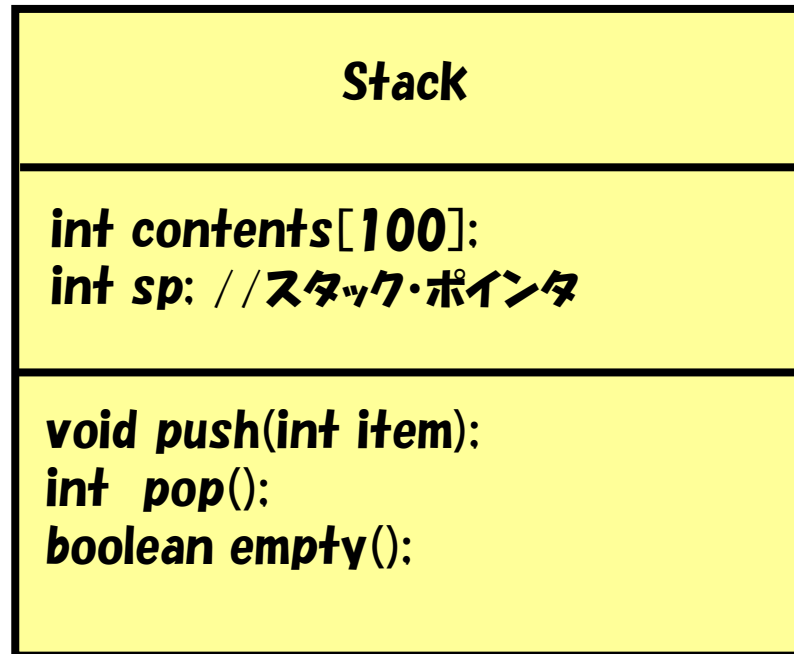 Stack
int contents[100];
int sp; //スタック・ポインタ
void push(int item);
int pop();
boolean empty();